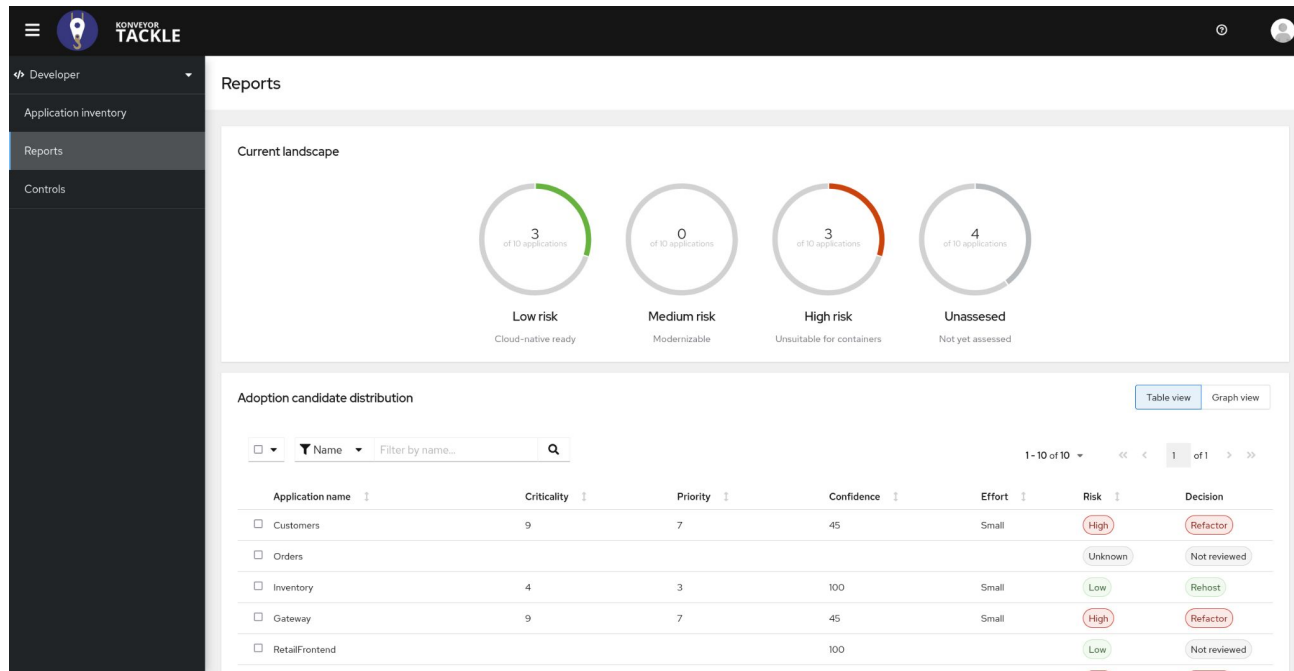 KONVEYOR
TACKLE
Developer
Application inventory
Reports
Controls
Reports
Current landscape
3 0 3 4
of 10 applications of 10 applications of 10 applications of 10 applications
Low risk Medium risk High risk Unassesed
Cloud-native ready Modernizable Unsuitable for containers Not yet assessed
Adoption candidate distribution Table view Graph view
Name Filter by name... 1 - 10 of 10 1 of 1
Application name Criticality Priority Confidence Effort Risk Decision
Customers 9 7 45 Small High Refactor
Orders Unknown Not reviewed
Inventory 4 3 100 Small Low Rehost
Gateway 9 7 45 Small High Refactor
RetailFrontend 100 Low Not reviewed